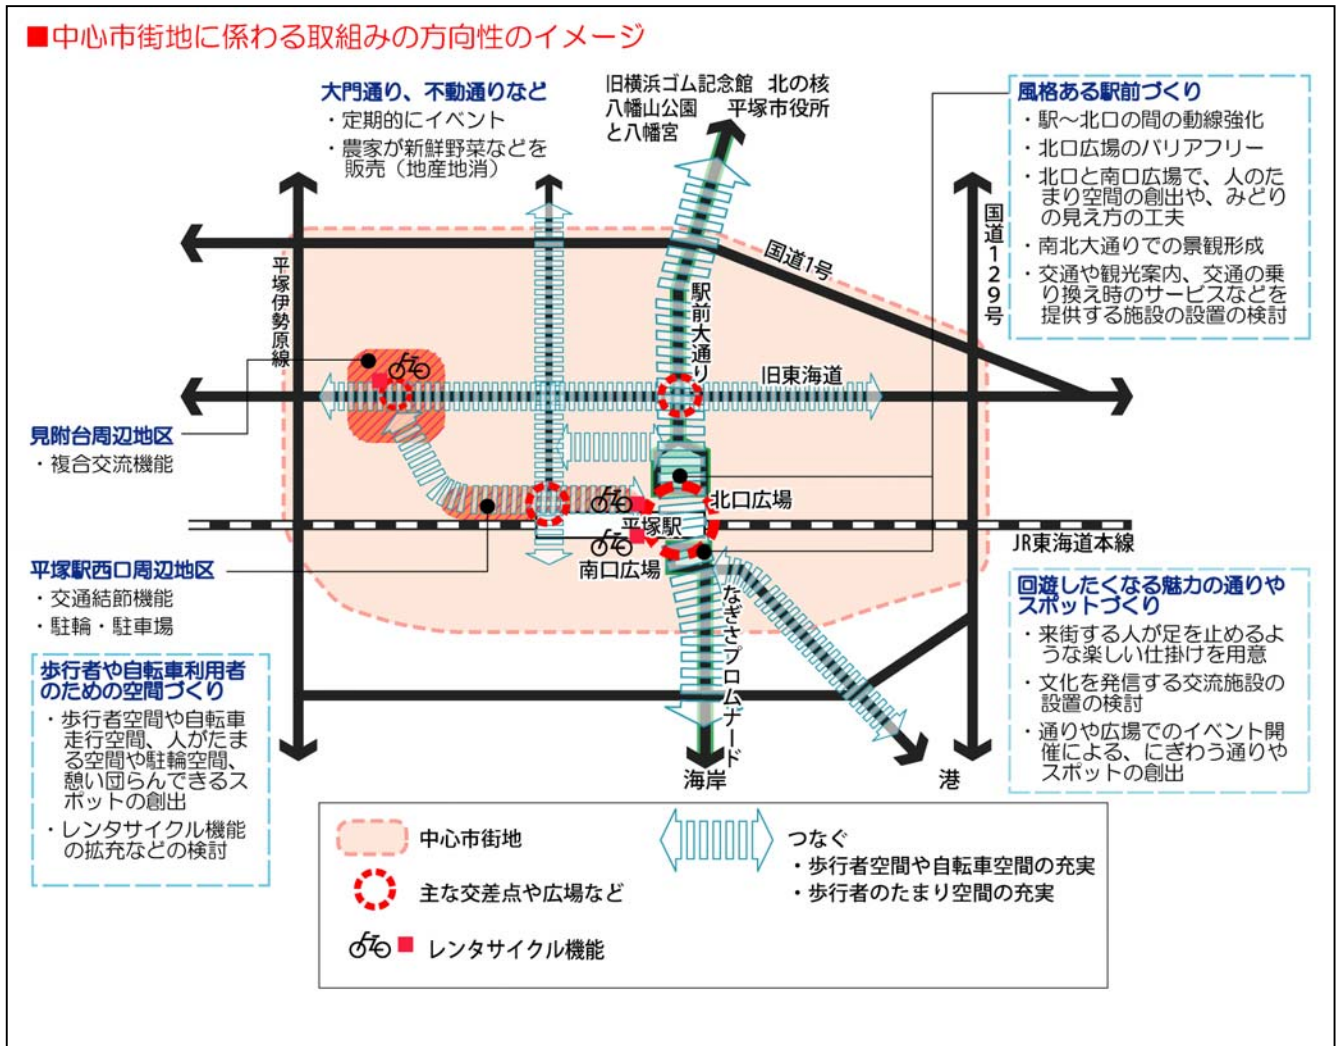 ■中心市街地に係わる取組みの方向性のイメージ
大門通り、不動通りなど
・定期的にイベント
・農家が新鮮野菜などを
販売（地産地消）
旧横浜ゴム記念館
八幡山公園
と八幡宮
北の核
平塚市役所
風格ある駅前づくり
・駅～北口の間の動線強化
・北口広場のバリアフリー
・北口と南口広場で、人のた
まり空間の創出や、みどり
の見え方の工夫
・南北大通りでの景観形成
・交通や観光案内、交通の乗
り換え時のサービスなどを
提供する施設の設置の検討
平塚伊勢原線
国道1号
国道129号
駅前大通り
旧東海道
見附台周辺地区
・複合交流機能
北口広場
平塚駅
南口広場
JR東海道本線
平塚駅西口周辺地区
・交通結節機能
・駐輪・駐車場
なぎさプロムナード
回遊したくなる魅力の通りや
スポットづくり
・来街する人が足を止めるよ
うな楽しい仕掛けを用意
・文化を発信する交流施設の
設置の検討
・通りや広場でのイベント開
催による、にぎわう通りや
スポットの創出
歩行者や自転車利用者
のための空間づくり
・歩行者空間や自転車
走行空間、人がたま
る空間や駐輪空間、
憩い団らんできるス
ポットの創出
・レンタサイクル機能
の拡充などの検討
海岸
港
中心市街地
主な交差点や広場など
レンタサイクル機能
つなぐ
・歩行者空間や自転車空間の充実
・歩行者のたまり空間の充実